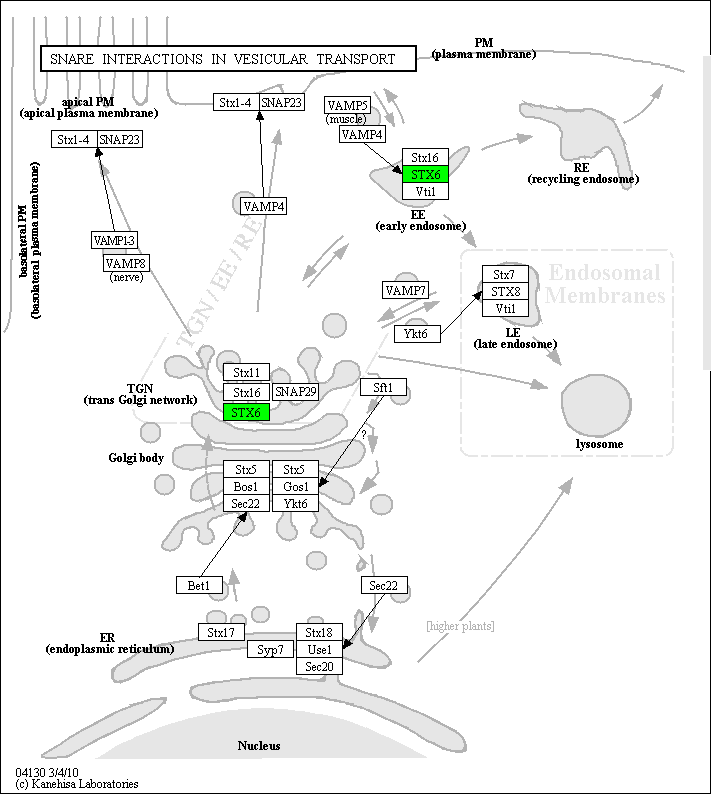 SNARE INTERACTIONS IN VESICULAR TRANSPORT
PM
(plasma membrane)
apical PM
(apical plasma membrane)
Stx1-4 SNAP23
VAMP5
(muscle)
VAMP4
Stx1-4 SNAP23
Stx16
STX6
Vti1
EE
(early endosome)
RE
(recycling endosome)
basolateral PM
(basolateral plasma membrane)
VAMP4
VAMP13
VAMP8
(nerve)
TGN / EE / RE
Endosomal
Membranes
Stx7
STX8
Vti1
LE
(late endosome)
VAMP7
Ykt6
TGN
(trans Golgi network)
Stx11
Stx16 SNAP29
STX6
Sft1
?
lysosome
Golgi body
Stx5 Stx5
Bos1 Gos1
Sec22 Ykt6
Bet1
Sec22
[higher plants]
ER
(endoplasmic reticulum)
Stx17
Syp7
Stx18
Use1
Sec20
Nucleus
04130 3/4/10
(c) Kanehisa Laboratories